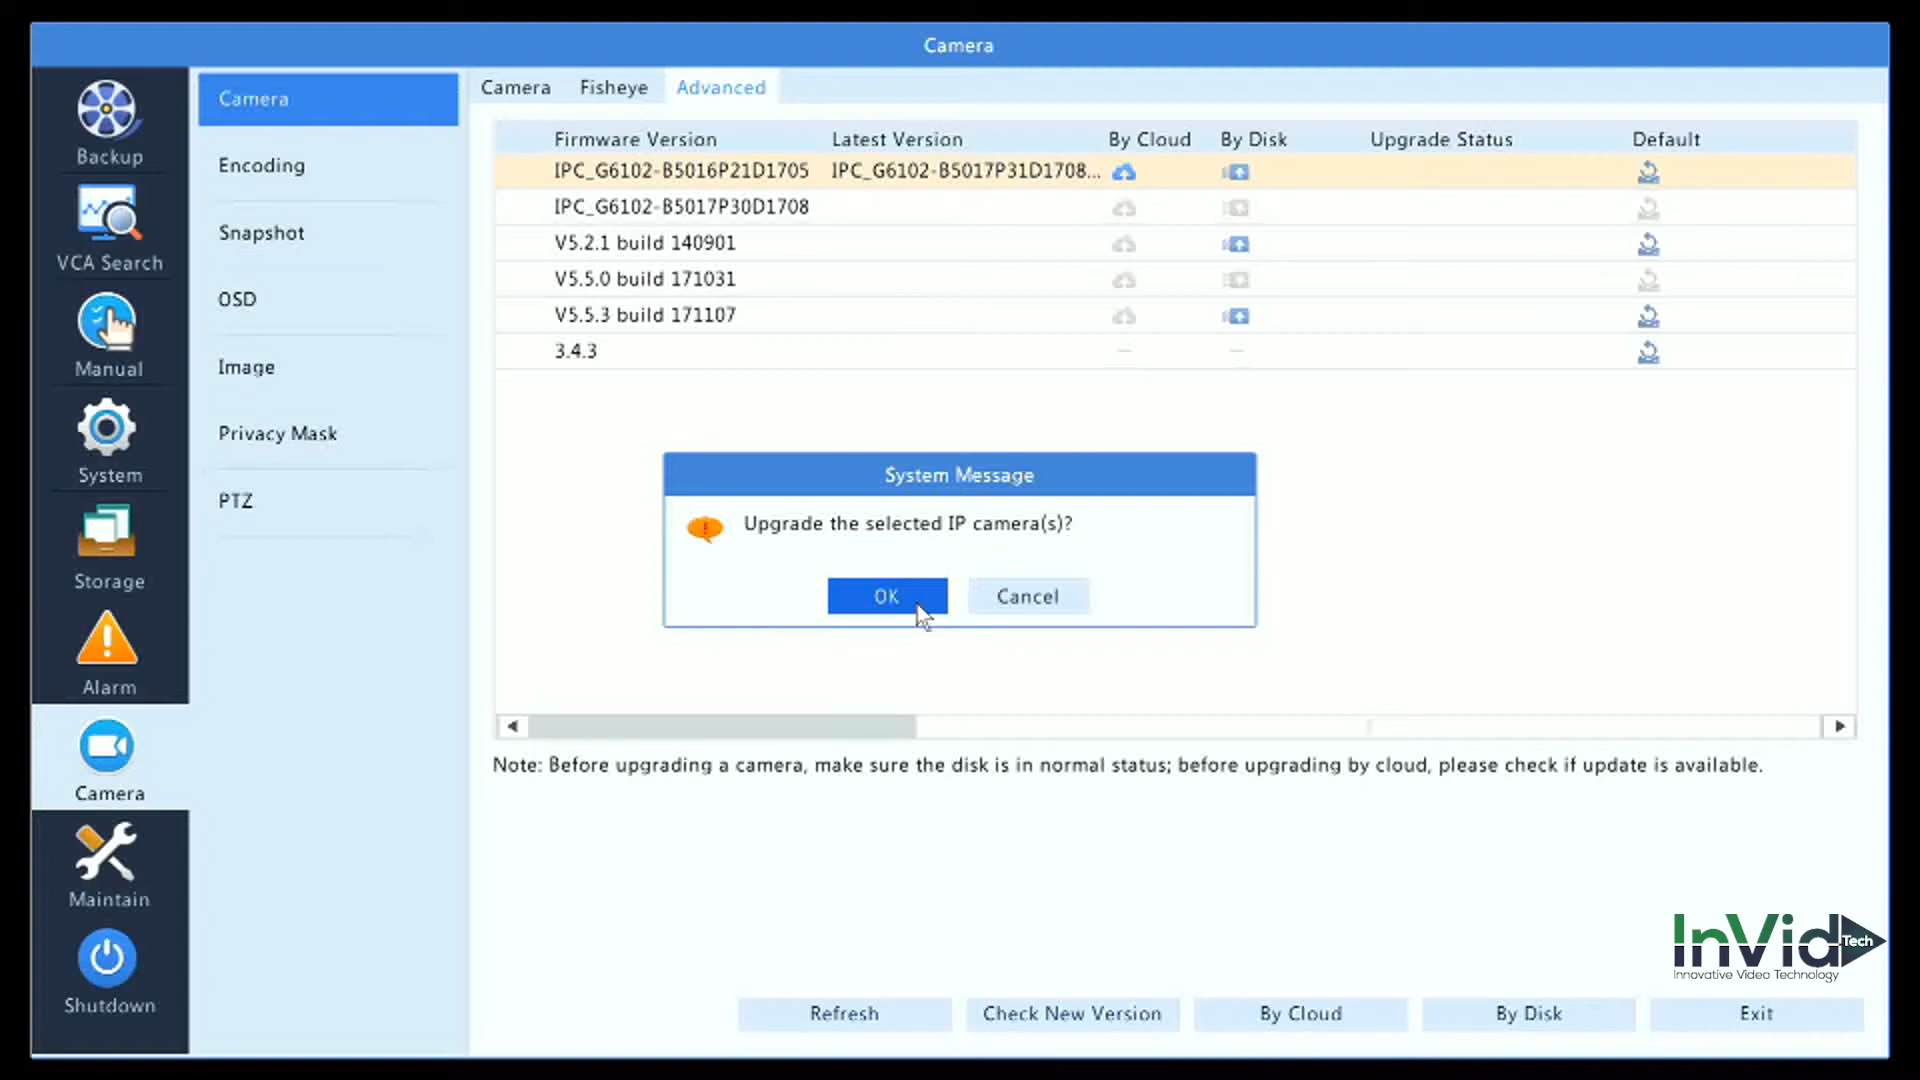 Camera
Backup
VCA Search
Manual
System
Storage
Alarm
Camera
Maintain
Shutdown
Camera
Encoding
Snapshot
OSD
Image
Privacy Mask
PTZ
Camera Fisheye Advanced
Firmware Version Latest Version By Cloud By Disk Upgrade Status Default
IPC_G6102-B5016P21D1705 IPC_G6102-B5017P31D1708...
IPC_G6102-B5017P30D1708
V5.2.1 build 140901
V5.5.0 build 171031
V5.5.3 build 171107
3.4.3 — —
System Message
Upgrade the selected IP camera(s)?
OK Cancel
Note: Before upgrading a camera, make sure the disk is in normal status; before upgrading by cloud, please check if update is available.
InVid Tech
Innovative Video Technology
Refresh Check New Version By Cloud By Disk Exit